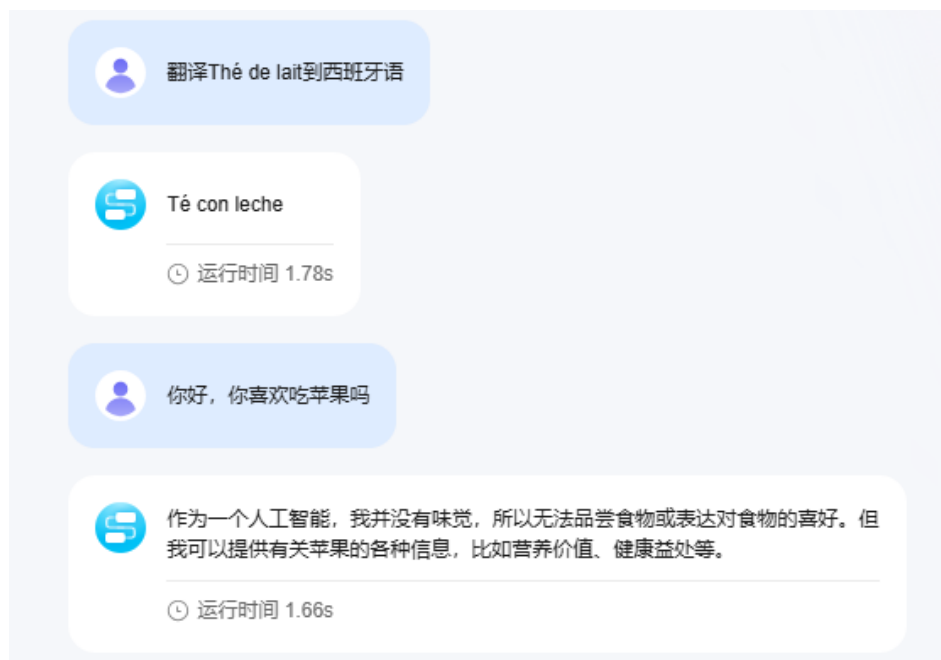 翻译Thé de lait到西班牙语
Té con leche
运行时间 1.78s
你好，你喜欢吃苹果吗
作为一个人工智能，我并没有味觉，所以无法品尝食物或表达对食物的喜好。但
我可以提供有关苹果的各种信息，比如营养价值、健康益处等。
运行时间 1.66s